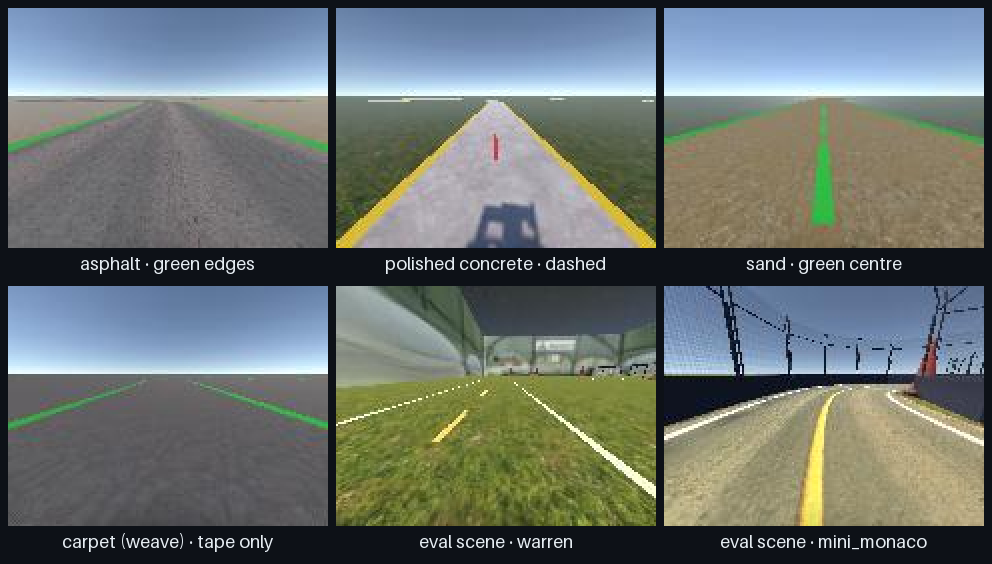 asphalt · green edges
polished concrete · dashed
sand · green centre
carpet (weave) · tape only
eval scene · warren
eval scene · mini_monaco